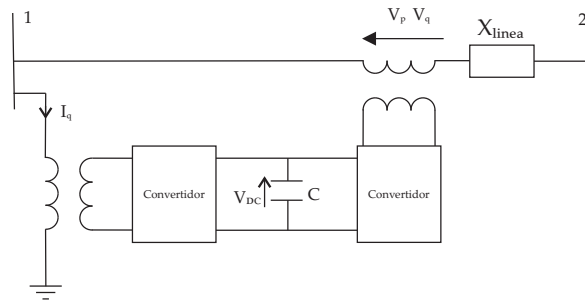 1
V_p V_q
X_linea
2
I_q
Convertidor
V_DC
C
Convertidor